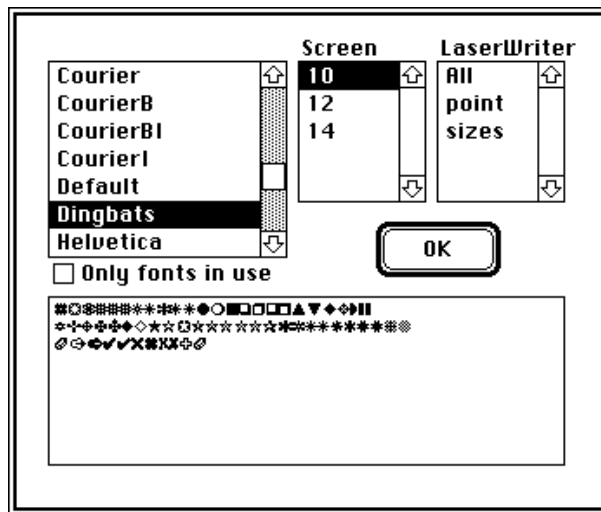 Screen
LaserWriter
Courier
CourierB
CourierBI
CourierI
Default
Dingbats
Helvetica
10
12
14
All
point
sizes
OK
Only fonts in use